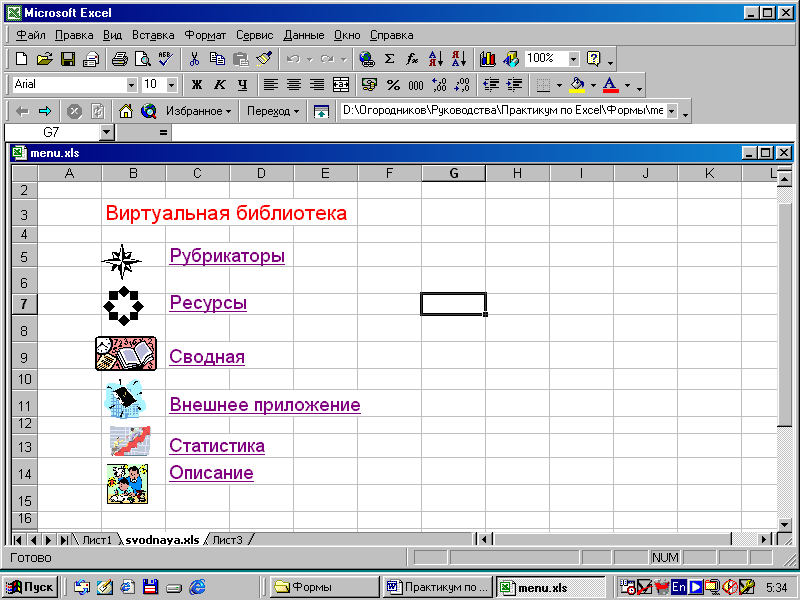 Microsoft Excel
Файл Правка Вид Вставка Формат Сервис Данные Окно Справка
100%
Arial 10 Ж К Ч % 000
Избранное Переход D:\Огородников\Руководства\Практикум по Excel\Формы\me
G7 =
menu.xls
A B C D E F G H I J K L
2
3 Виртуальная библиотека
4
5 Рубрикаторы
6
7 Ресурсы
8
9 Сводная
10
11 Внешнее приложение
12
13 Статистика
14 Описание
15
16
Лист1 svodnaya.xls Лист3
Готово NUM
Пуск Формы Практикум по ... menu.xls En 5:34